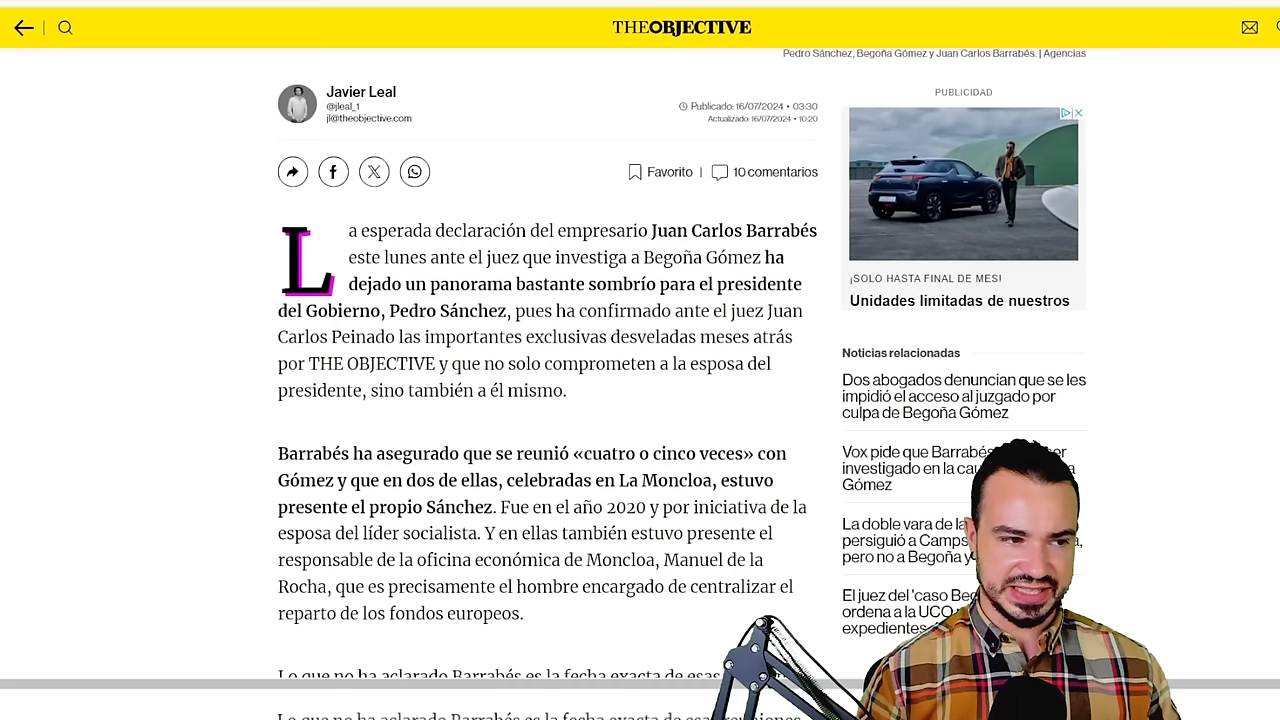 THE OBJECTIVE
Pedro Sánchez, Begoña Gómez y Juan Carlos Barrabés. | Agencias
Javier Leal
@jleal_1
jl@theobjective.com
Publicado: 16/07/2024 • 03:30
Actualizado: 16/07/2024 • 10:20
Favorito | 10 comentarios
La esperada declaración del empresario Juan Carlos Barrabés
este lunes ante el juez que investiga a Begoña Gómez ha
dejado un panorama bastante sombrío para el presidente
del Gobierno, Pedro Sánchez, pues ha confirmado ante el juez Juan
Carlos Peinado las importantes exclusivas desveladas meses atrás
por THE OBJECTIVE y que no solo comprometen a la esposa del
presidente, sino también a él mismo.
Barrabés ha asegurado que se reunió «cuatro o cinco veces» con
Gómez y que en dos de ellas, celebradas en La Moncloa, estuvo
presente el propio Sánchez. Fue en el año 2020 y por iniciativa de la
esposa del líder socialista. Y en ellas también estuvo presente el
responsable de la oficina económica de Moncloa, Manuel de la
Rocha, que es precisamente el hombre encargado de centralizar el
reparto de los fondos europeos.
Lo que no ha aclarado Barrabés es la fecha exacta de esas
Lo que no ha aclarado Barrabés es la fecha exacta de esas reuniones
PUBLICIDAD
¡SOLO HASTA FINAL DE MES!
Unidades limitadas de nuestros
Noticias relacionadas
Dos abogados denuncian que se les
impidió el acceso al juzgado por
culpa de Begoña Gómez
Vox pide que Barrabés
investigado en la
Gómez
La doble vara de la
persiguió a Camps
pero no a Begoña y
El juez del 'caso
ordena a la UCO
expedientes